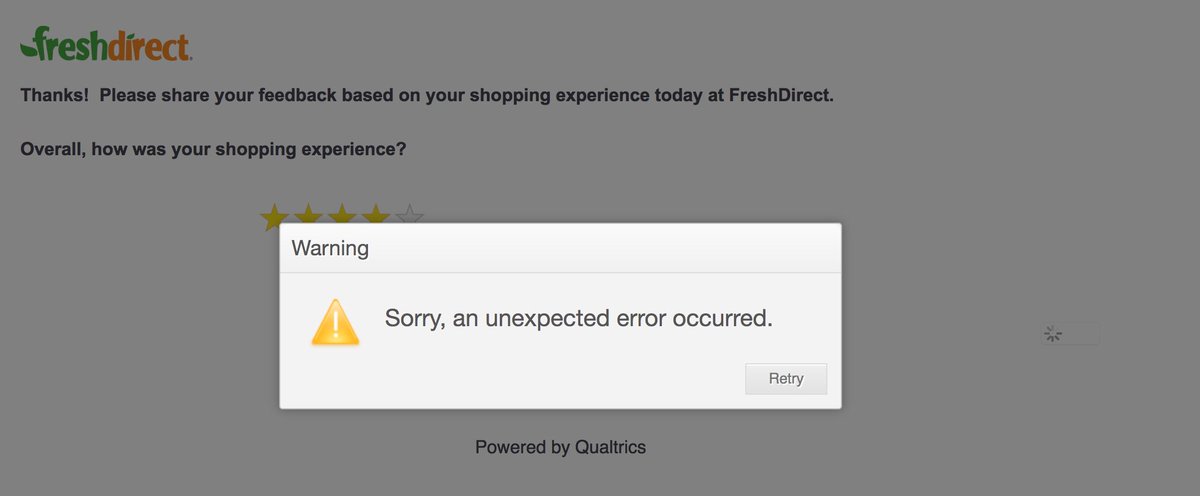 freshdirect.
Thanks!  Please share your feedback based on your shopping experience today at FreshDirect.
Overall, how was your shopping experience?
Warning
Sorry, an unexpected error occurred.
Retry
Powered by Qualtrics